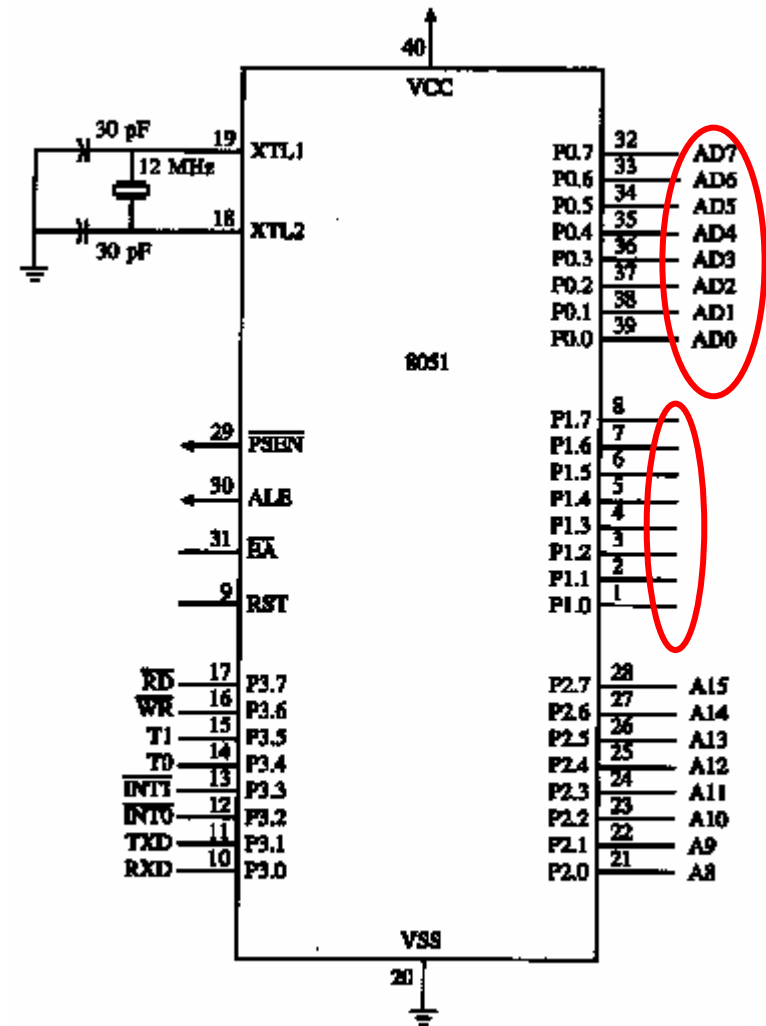 40
VCC
30 pF
19 XTL1
12 MHz
18 XTL2
30 pF
P0.7 32 AD7
P0.6 33 AD6
P0.5 34 AD5
P0.4 35 AD4
P0.3 36 AD3
P0.2 37 AD2
P0.1 38 AD1
P0.0 39 AD0
8051
P1.7 8
P1.6 7
P1.5 6
P1.4 5
P1.3 4
P1.2 3
P1.1 2
P1.0 1
29 PSEN
30 ALE
31 EA
9 RST
RD 17 P3.7
WR 16 P3.6
T1 15 P3.5
T0 14 P3.4
INT1 13 P3.3
INT0 12 P3.2
TXD 11 P3.1
RXD 10 P3.0
P2.7 28 A15
P2.6 27 A14
P2.5 26 A13
P2.4 25 A12
P2.3 24 A11
P2.2 23 A10
P2.1 22 A9
P2.0 21 A8
VSS
20